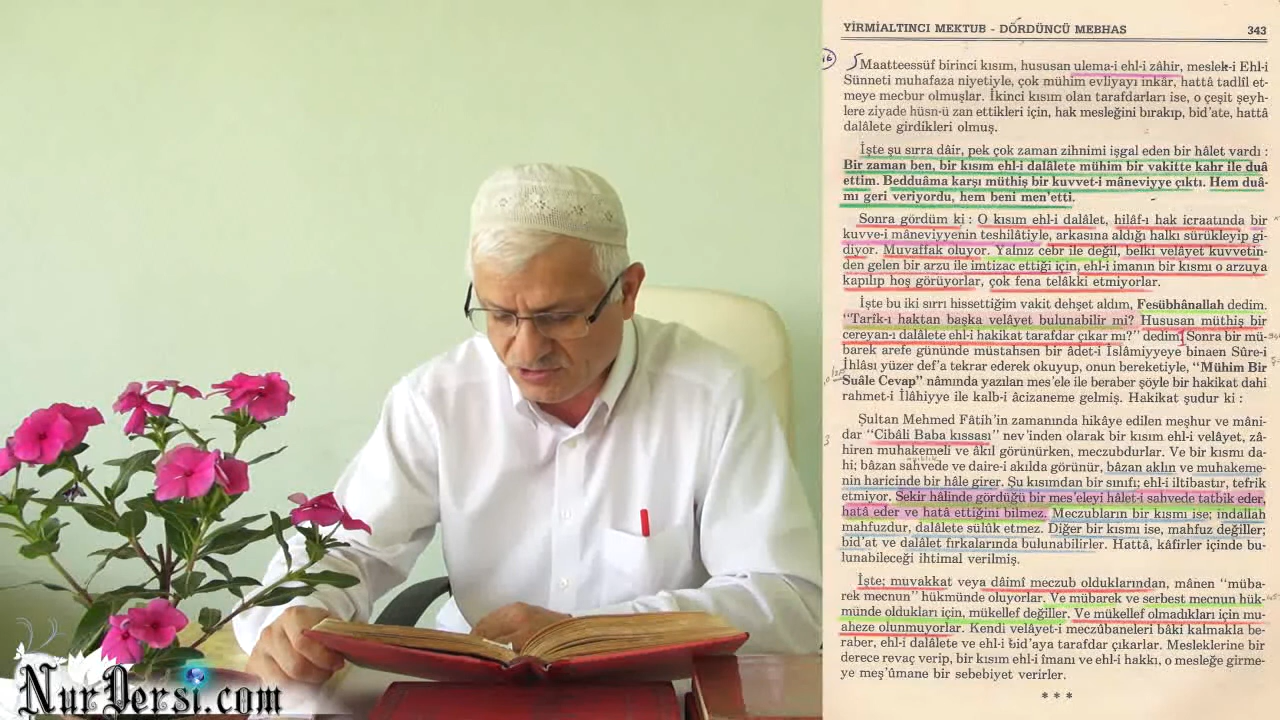 YİRMİALTINCI MEKTUB - DÖRDÜNCÜ MEBHAS 343
Maatteessüf birinci kısım, hususan ulema-i ehl-i zâhir, meslek-i Ehl-i
Sünneti muhafaza niyetiyle, çok mühim evliyayı inkâr, hattâ tadlîl et-
meye mecbur olmuşlar. İkinci kısım olan tarafdarları ise, o çeşit şeyh-
lere ziyade hüsn-ü zan ettikleri için, hak mesleğini bırakıp, bid'ate, hattâ
dalâlete girdikleri olmuş.
İşte şu sırra dâir, pek çok zaman zihnimi işgal eden bir hâlet vardı :
Bir zaman ben, bir kısım ehl-i dalâlete mühim bir vakitte kahr ile duâ
ettim. Bedduâma karşı müthiş bir kuvvet-i mâneviyye çıktı. Hem duâ-
mı geri veriyordu, hem beni men'etti.
Sonra gördüm ki : O kısım ehl-i dalâlet, hilâf-ı hak icraatında bir
kuvve-i mâneviyyenin teshilâtiyle, arkasına aldığı halkı sürükleyip gi-
diyor. Muvaffak oluyor. Yalnız cebr ile değil, belki velâyet kuvvetin-
den gelen bir arzu ile imtizac ettiği için, ehl-i imanın bir kısmı o arzuya
kapılıp hoş görüyorlar, çok fena telâkki etmiyorlar.
İşte bu iki sırrı hissettiğim vakit dehşet aldım, Fesübhânallah dedim.
"Tarîk-ı haktan başka velâyet bulunabilir mi? Hususan müthiş bir
cereyan-ı dalâlete ehl-i hakikat tarafdar çıkar mı?" dedim. Sonra bir mü-
barek arefe gününde müstahsen bir âdet-i İslâmiyyeye binaen Sûre-i
İhlâsı yüzer def'a tekrar ederek okuyup, onun bereketiyle, "Mühim Bir
Suâle Cevap" nâmında yazılan mes'ele ile beraber şöyle bir hakikat dahi
rahmet-i İlâhiyye ile kalb-i âcizaneme gelmiş. Hakikat şudur ki :
Şultan Mehmed Fâtih'in zamanında hikâye edilen meşhur ve mâni-
dar "Cibâli Baba kıssası" nev'inden olarak bir kısım ehl-i velâyet, zâ-
hiren muhakemeli ve âkıl görünürken, meczubdurlar. Ve bir kısmı da-
hi; bâzan sahvede ve daire-i akılda görünür, bâzan aklın ve muhakeme-
nin haricinde bir hâle girer. Şu kısımdan bir sınıfı; ehl-i iltibastır, tefrik
etmiyor. Sekir hâlinde gördüğü bir mes'eleyi hâlet-i sahvede tatbik eder,
hatâ eder ve hatâ ettiğini bilmez. Meczubların bir kısmı ise; indallah
mahfuzdur, dalâlete sülûk etmez. Diğer bir kısmı ise, mahfuz değiller;
bid'at ve dalâlet fırkalarında bulunabilirler. Hattâ, kâfirler içinde bu-
lunabileceği ihtimal verilmiş.
İşte; muvakkat veya dâimî meczub olduklarından, mânen "müba-
rek mecnun" hükmünde oluyorlar. Ve mübarek ve serbest mecnun hük-
münde oldukları için, mükellef değiller. Ve mükellef olmadıkları için mu-
aheze olunmuyorlar. Kendi velâyet-i meczûbaneleri bâki kalmakla be-
raber, ehl-i dalâlete ve ehl-i bid'aya tarafdar çıkarlar. Mesleklerine bir
derece revaç verip, bir kısım ehl-i îmanı ve ehl-i hakkı, o mesleğe girme-
ye meş'ûmane bir sebebiyet verirler.
* * *
NurDersi.com